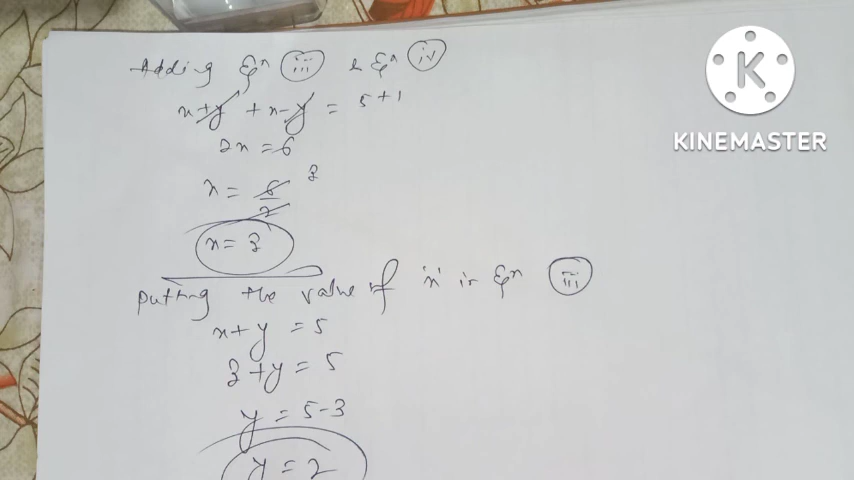 Adding Eqn iii & Eqn iv
x+y + x-y = 5+1
2x = 6
x = 6/2 3
x = 3
Putting the value of 'x' in Eqn iii
x+y = 5
3+y = 5
y = 5-3
y = 2
K
KINEMASTER